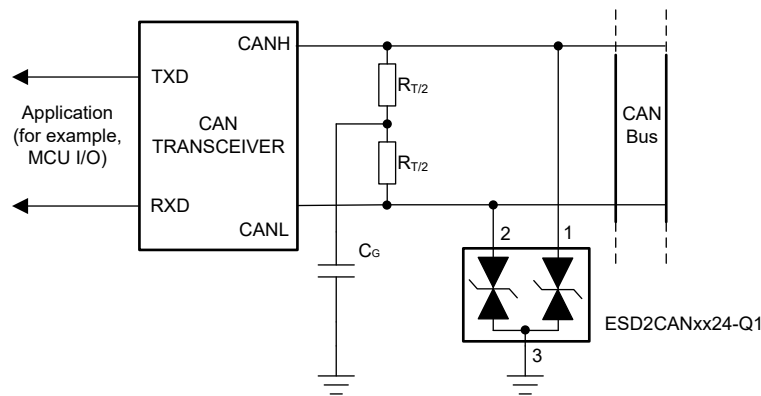 CANH
TXD
Application
(for example,
MCU I/O)
CAN
TRANSCEIVER
RXD
CANL
RT/2
RT/2
CG
CAN
Bus
2
1
3
ESD2CANxx24-Q1